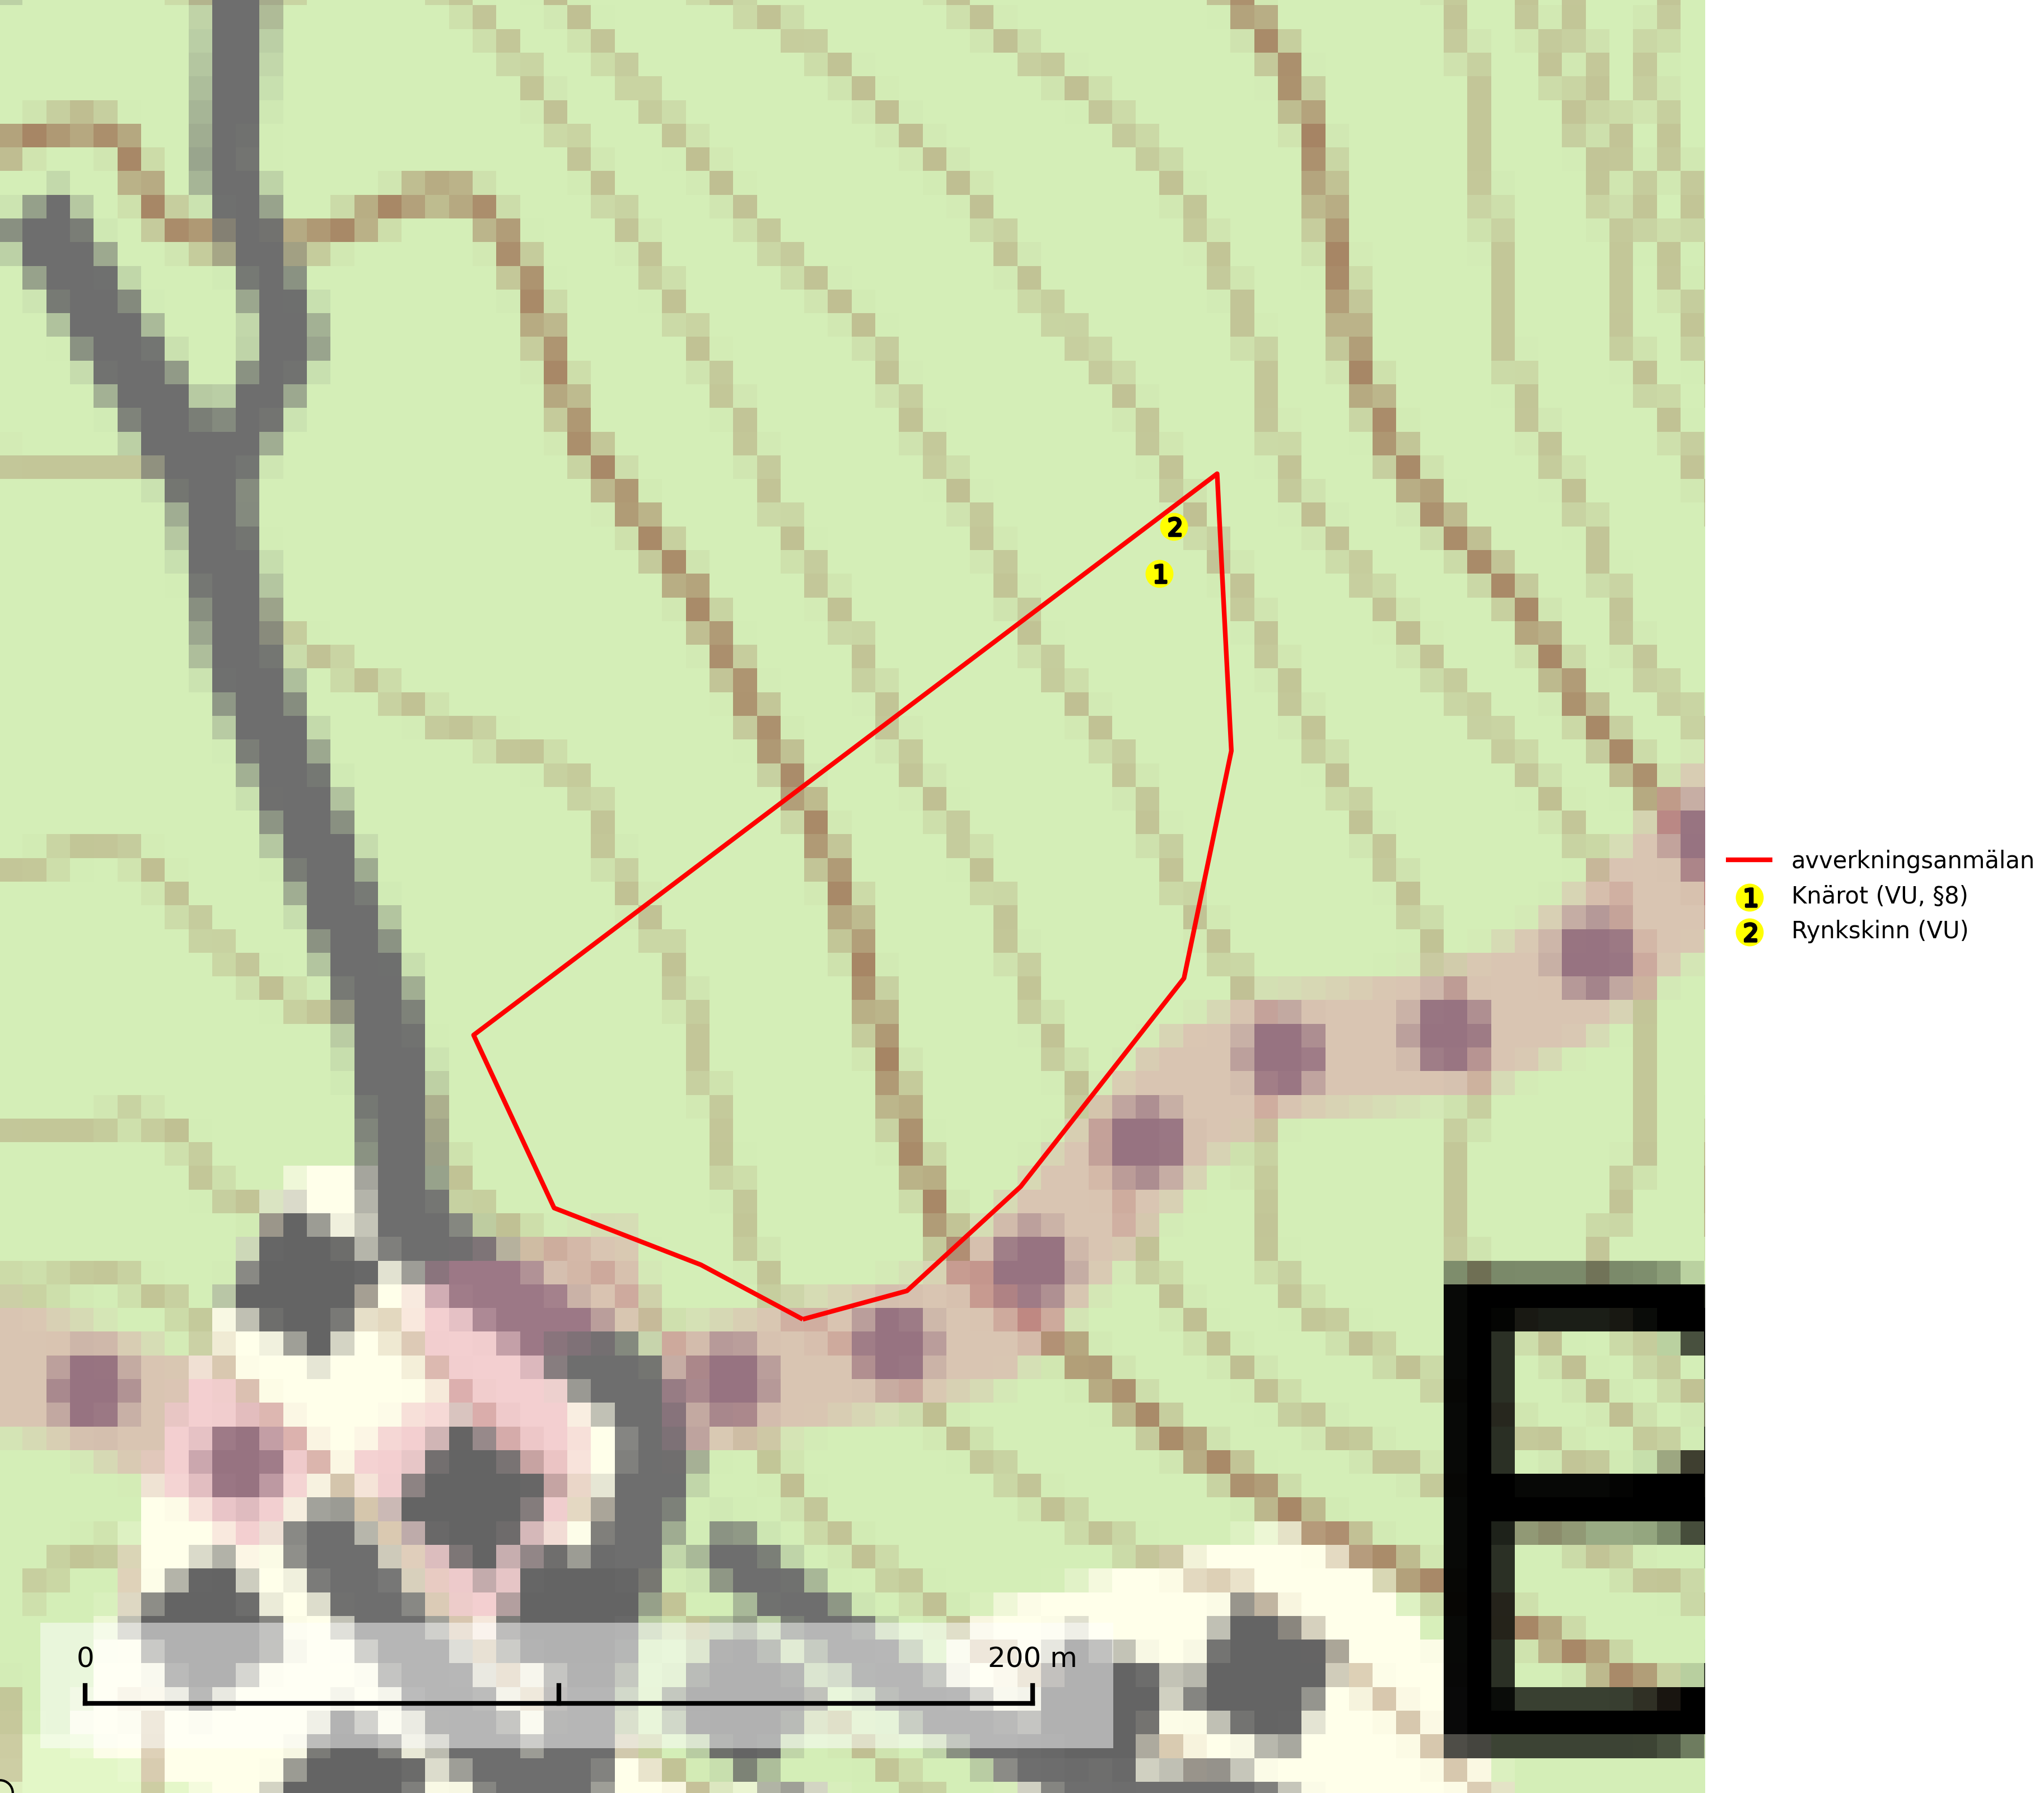 2
1
avverkningsanmälan
1 Knärot (VU, §8)
2 Rynkskinn (VU)
0 200 m